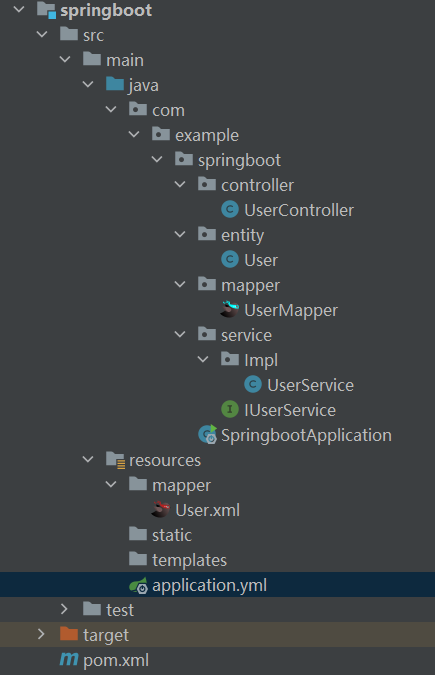 springboot
src
main
java
com
example
springboot
controller
UserController
entity
User
mapper
UserMapper
service
Impl
UserService
IUserService
SpringbootApplication
resources
mapper
User.xml
static
templates
application.yml
test
target
pom.xml